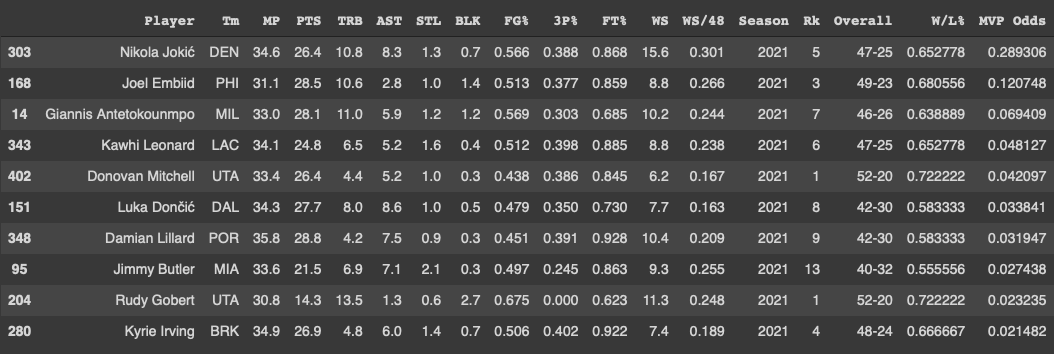 Player Tm MP PTS TRB AST STL BLK FG% 3P% FT% WS WS/48 Season Rk Overall W/L% MVP Odds
303 Nikola Jokić DEN 34.6 26.4 10.8 8.3 1.3 0.7 0.566 0.388 0.868 15.6 0.301 2021 5 47-25 0.652778 0.289306
168 Joel Embiid PHI 31.1 28.5 10.6 2.8 1.0 1.4 0.513 0.377 0.859 8.8 0.266 2021 3 49-23 0.680556 0.120748
14 Giannis Antetokounmpo MIL 33.0 28.1 11.0 5.9 1.2 1.2 0.569 0.303 0.685 10.2 0.244 2021 7 46-26 0.638889 0.069409
343 Kawhi Leonard LAC 34.1 24.8 6.5 5.2 1.6 0.4 0.512 0.398 0.885 8.8 0.238 2021 6 47-25 0.652778 0.048127
402 Donovan Mitchell UTA 33.4 26.4 4.4 5.2 1.0 0.3 0.438 0.386 0.845 6.2 0.167 2021 1 52-20 0.722222 0.042097
151 Luka Dončić DAL 34.3 27.7 8.0 8.6 1.0 0.5 0.479 0.350 0.730 7.7 0.163 2021 8 42-30 0.583333 0.033841
348 Damian Lillard POR 35.8 28.8 4.2 7.5 0.9 0.3 0.451 0.391 0.928 10.4 0.209 2021 9 42-30 0.583333 0.031947
95 Jimmy Butler MIA 33.6 21.5 6.9 7.1 2.1 0.3 0.497 0.245 0.863 9.3 0.255 2021 13 40-32 0.555556 0.027438
204 Rudy Gobert UTA 30.8 14.3 13.5 1.3 0.6 2.7 0.675 0.000 0.623 11.3 0.248 2021 1 52-20 0.722222 0.023235
280 Kyrie Irving BRK 34.9 26.9 4.8 6.0 1.4 0.7 0.506 0.402 0.922 7.4 0.189 2021 4 48-24 0.666667 0.021482